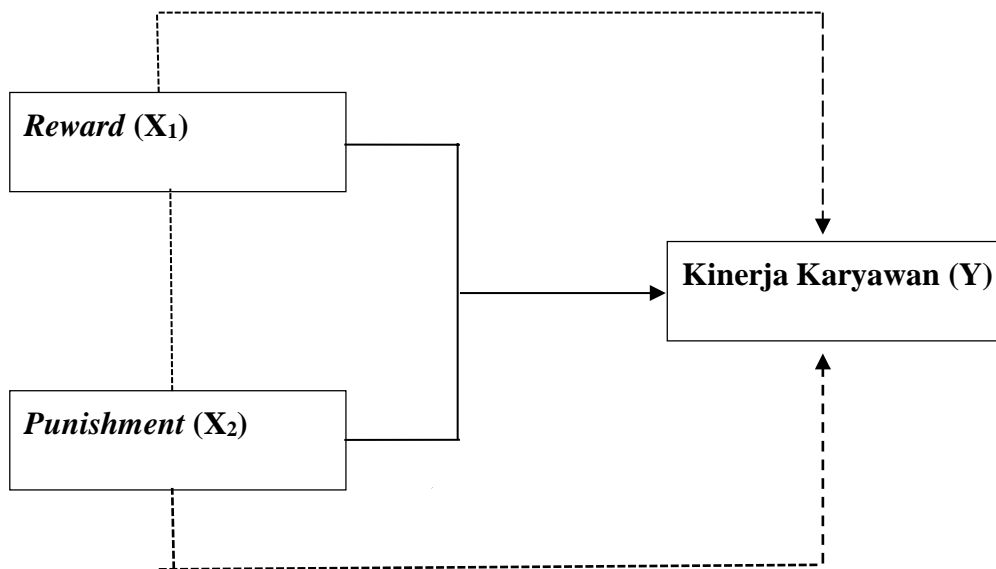 Reward (X₁)
Kinerja Karyawan (Y)
Punishment (X₂)